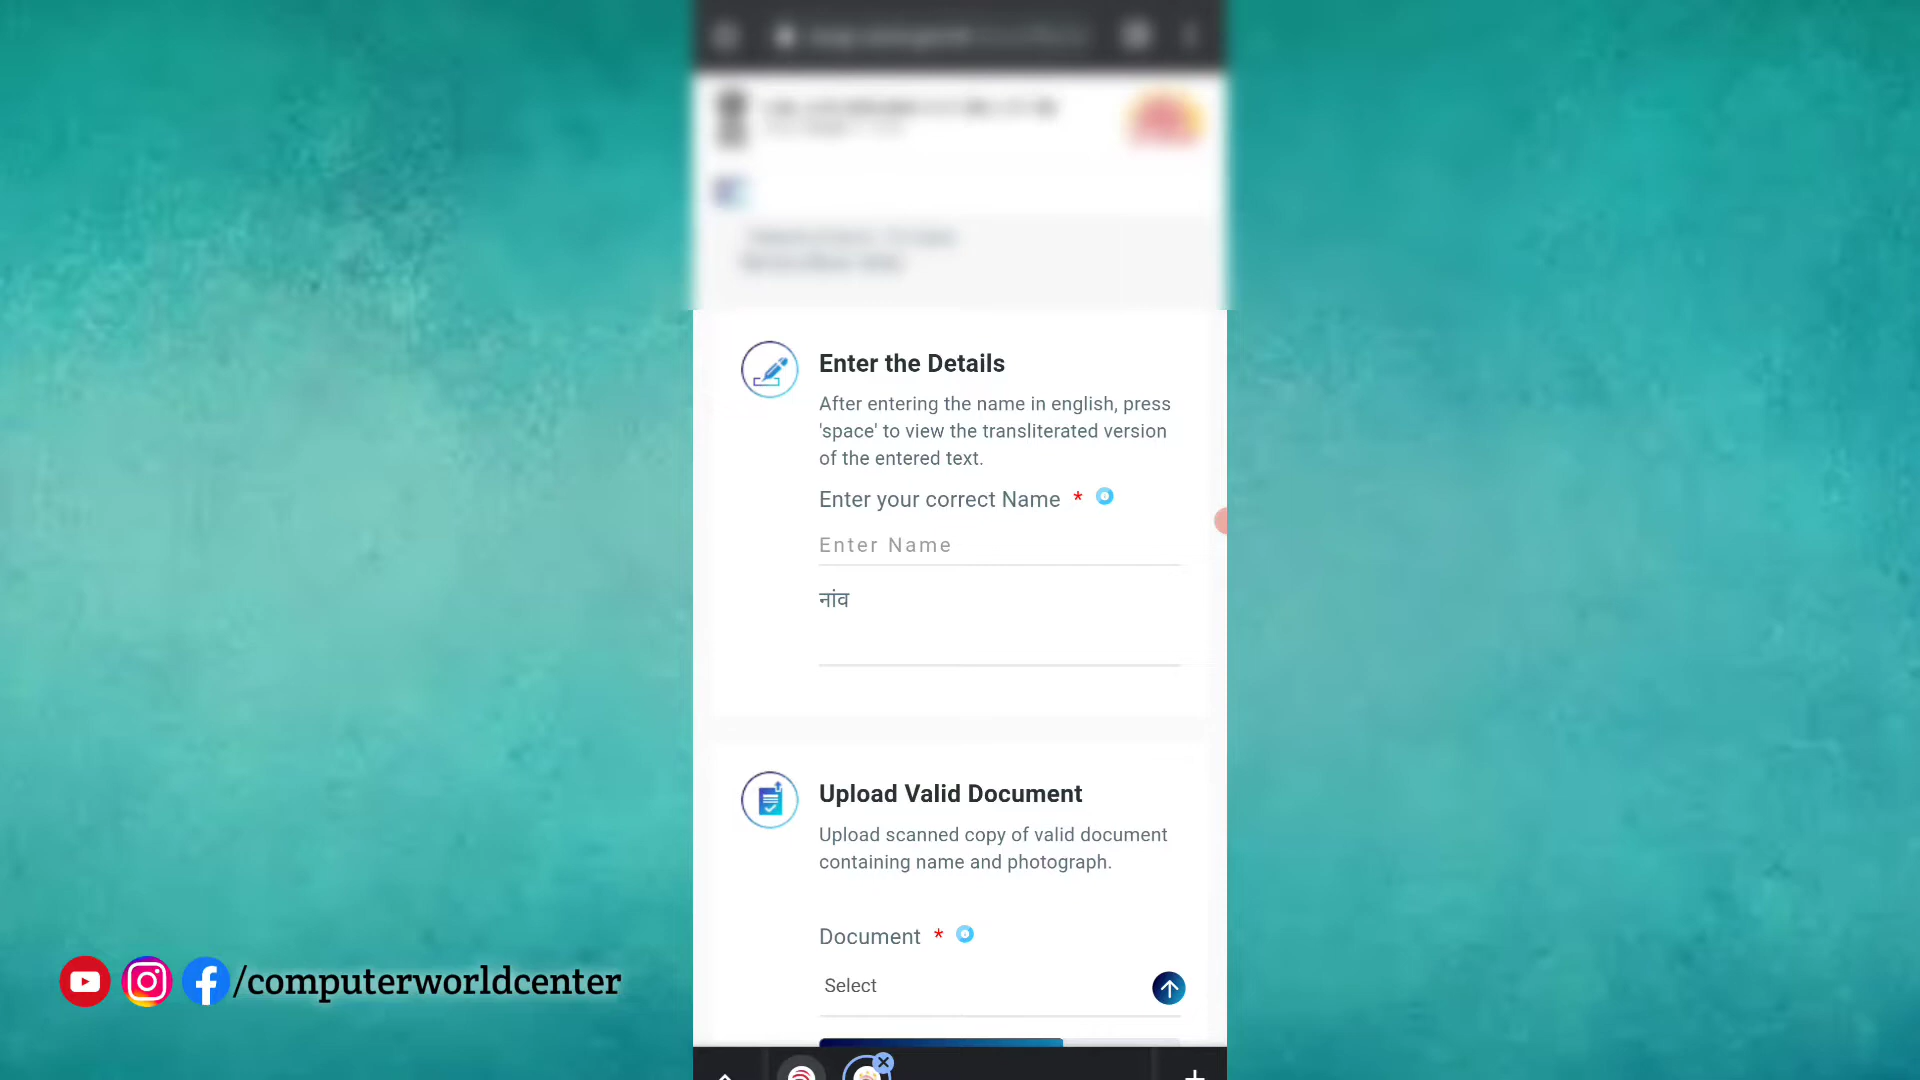 Enter the Details
After entering the name in english, press
'space' to view the transliterated version
of the entered text.
Enter your correct Name *
Enter Name
नांव
Upload Valid Document
Upload scanned copy of valid document
containing name and photograph.
Document *
Select
/computerworldcenter